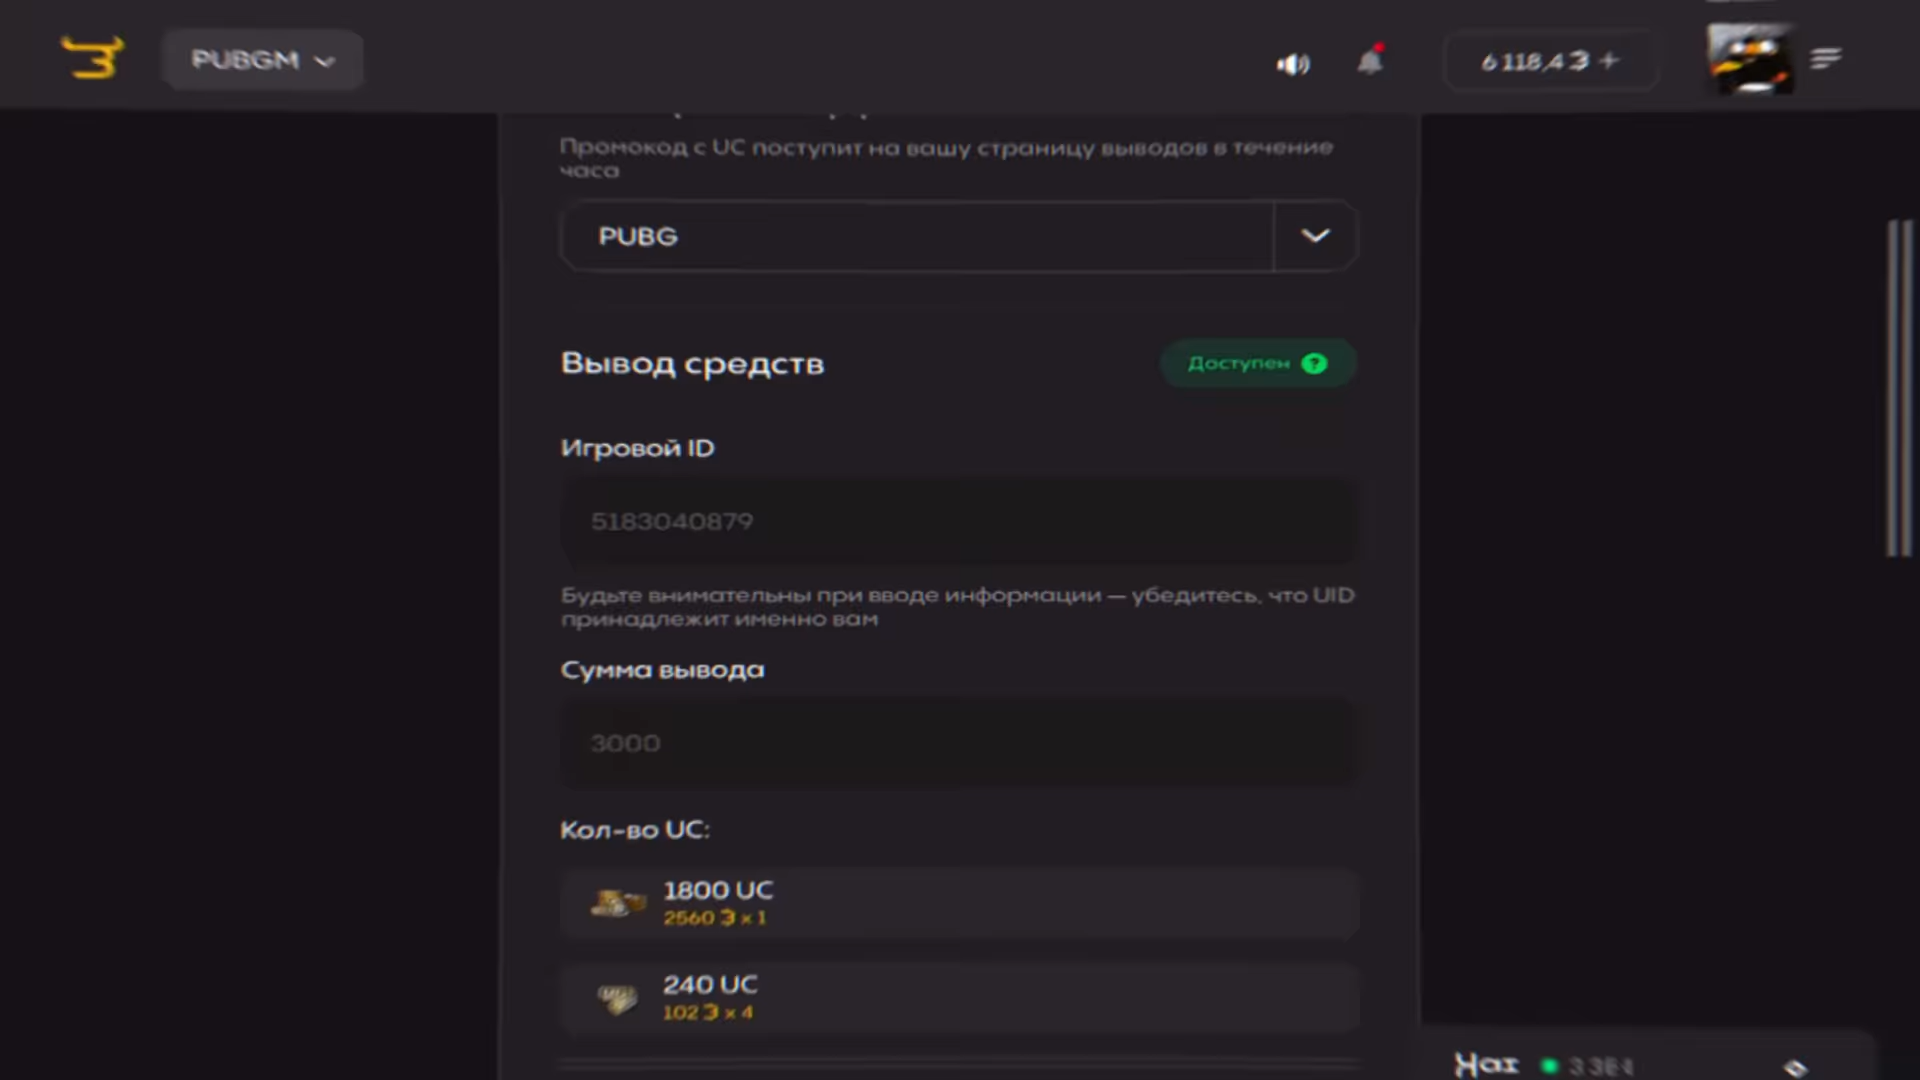 PUBGM
6 118,4
Промокод с UC поступит на вашу страницу выводов в течение
часа
PUBG
Вывод средств
Доступен ?
Игровой ID
5183040879
Будьте внимательны при вводе информации — убедитесь, что UID
принадлежит именно вам
Сумма вывода
3000
Кол-во UC:
1800 UC
2560 З x 1
240 UC
102 З x 4
Чат